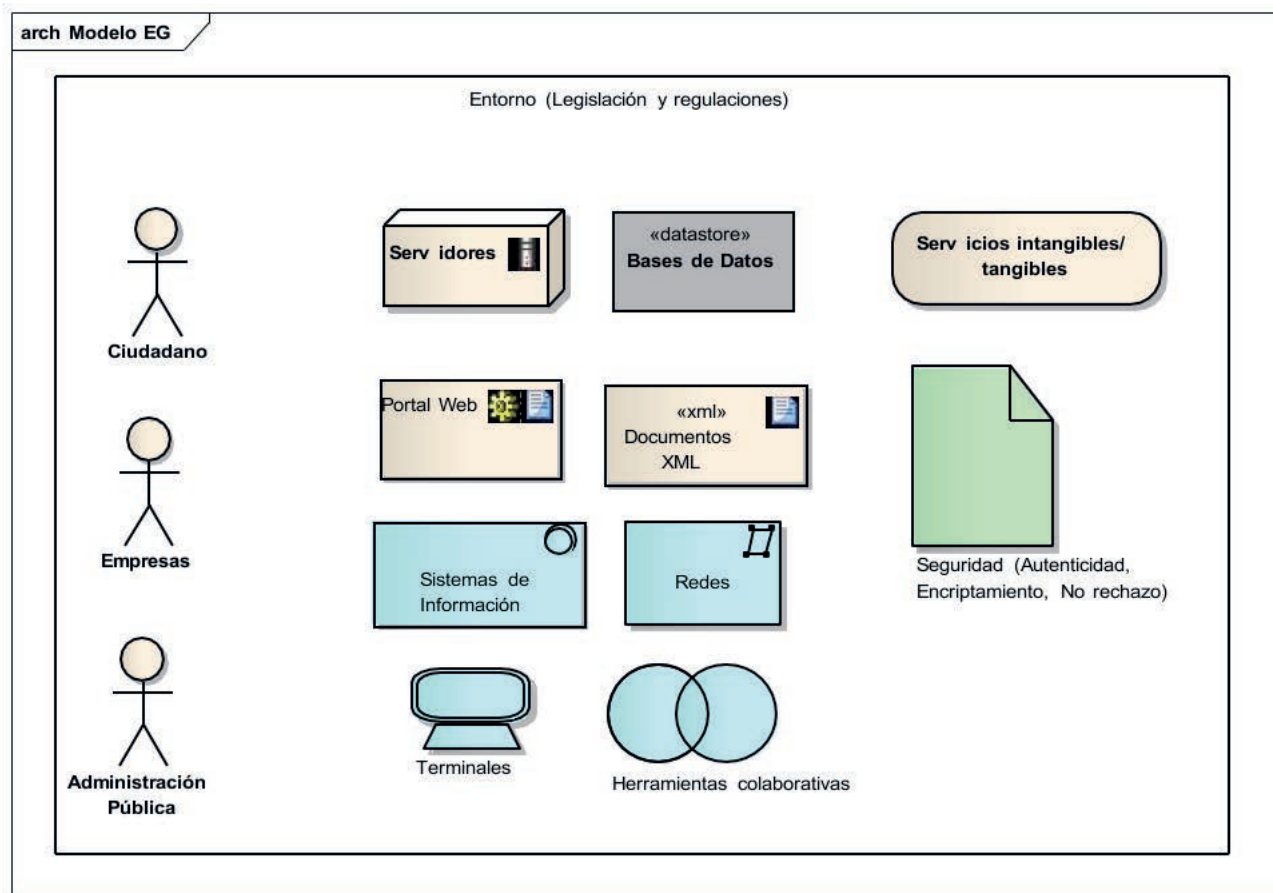 arch Modelo EG
Entorno (Legislación y regulaciones)
Ciudadano
Serv idores
«datastore»
Bases de Datos
Serv icios intangibles/
tangibles
Empresas
Portal Web
«xml»
Documentos
XML
Sistemas de
Información
Redes
Seguridad (Autenticidad,
Encriptamiento, No rechazo)
Administración
Pública
Terminales
Herramientas colaborativas